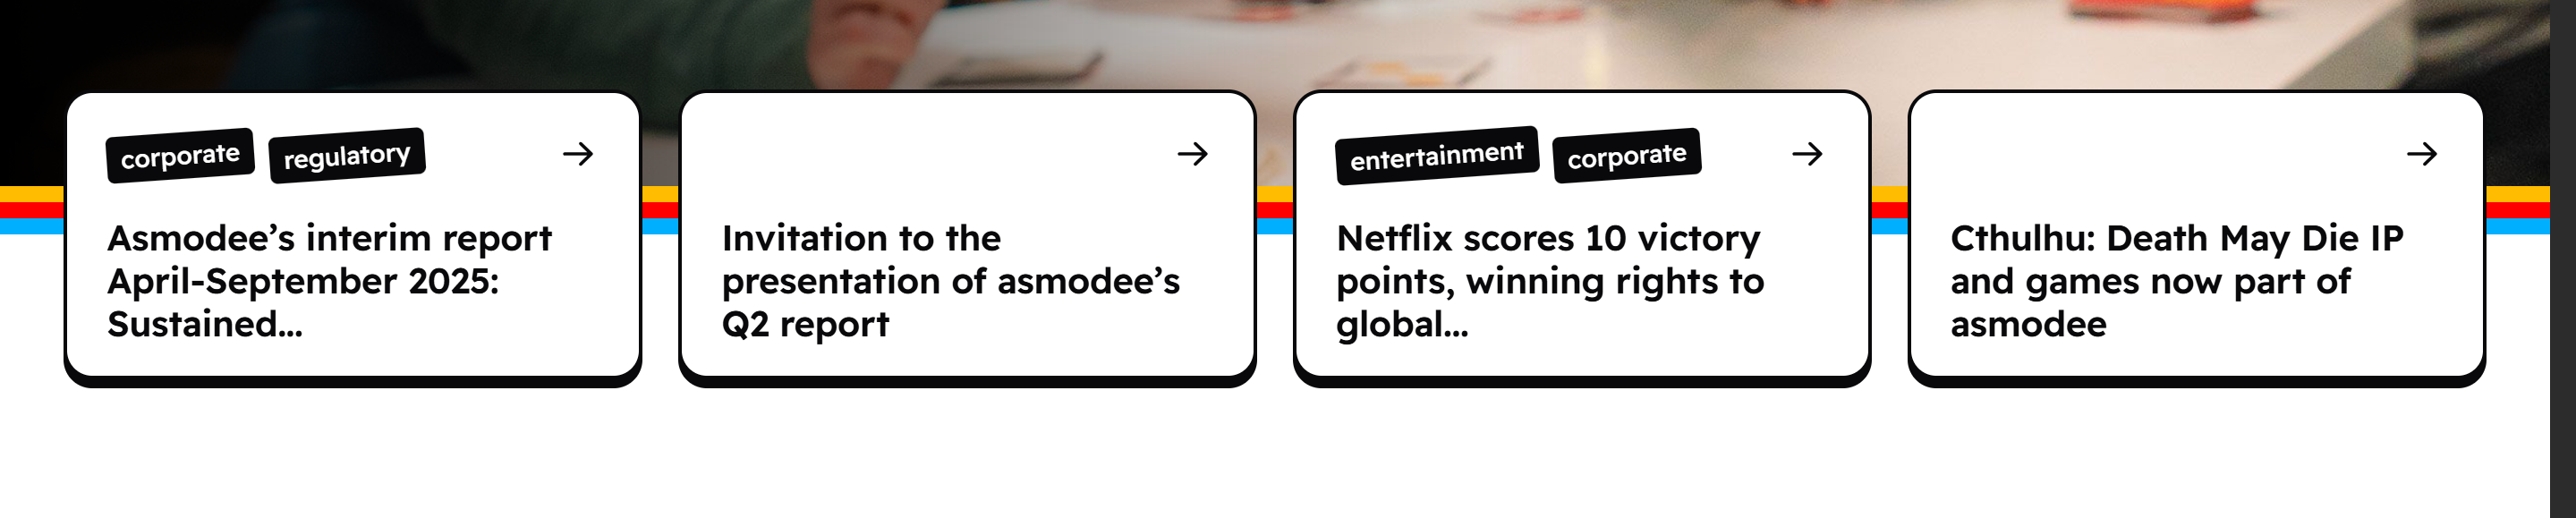 corporate regulatory
Asmodee’s interim report
April-September 2025:
Sustained...
Invitation to the
presentation of asmodee’s
Q2 report
entertainment corporate
Netflix scores 10 victory
points, winning rights to
global...
Cthulhu: Death May Die IP
and games now part of
asmodee